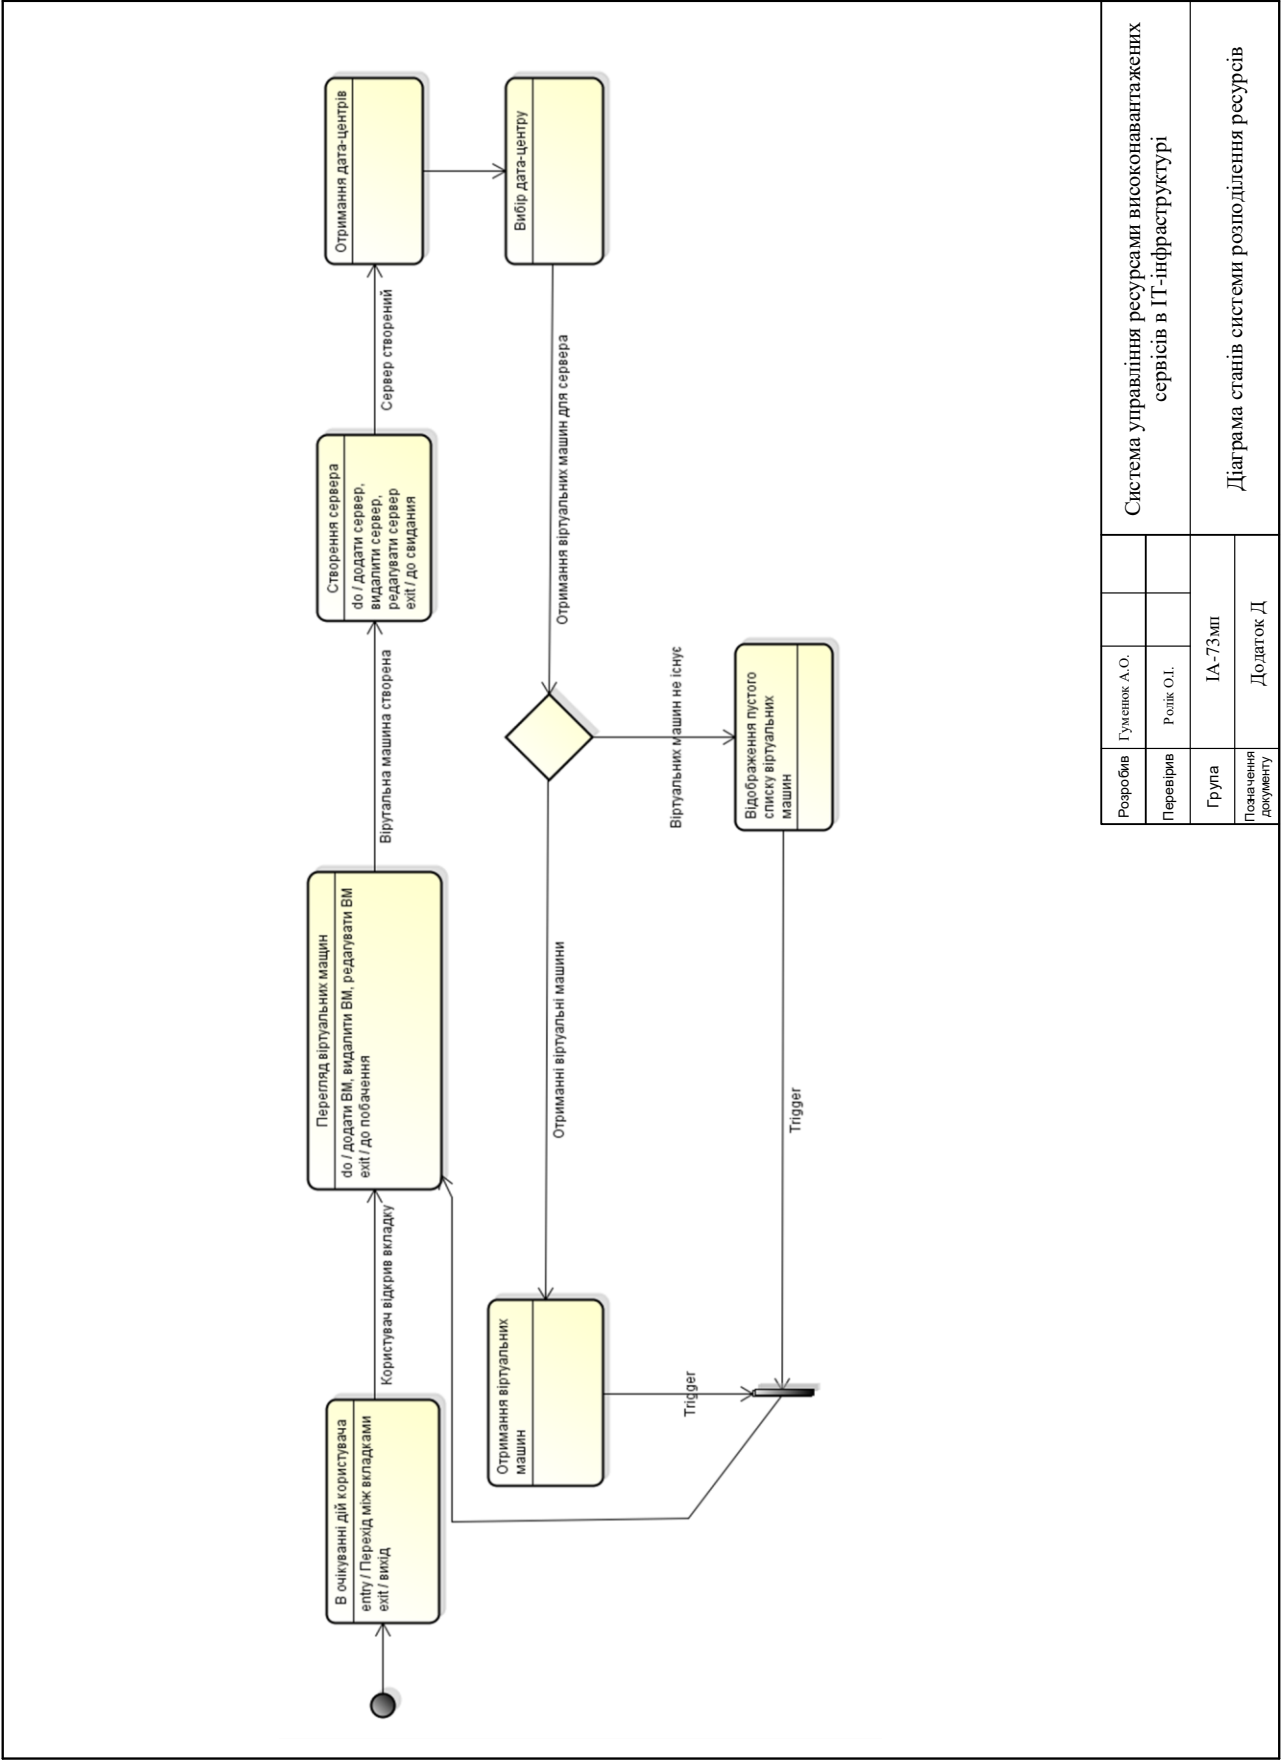 В очікуванні дій користувача
entry / Перехід між вкладками
exit / вихід
Користувач відкрив вкладку
Перегляд віртуальних мащин
do / додати ВМ, видалити ВМ, редагувати ВМ
exit / до побачення
Вірутальна машина створена
Створення сервера
do / додати сервер,
видалити сервер,
редагувати сервер
exit / до свидания
Сервер створений
Отримання дата-центрів
Вибір дата-центру
Отримання віртуальних машин для сервера
Отриманні віртуальні машини
Отримання віртуальних
машин
Trigger
Віртуальних машин не існує
Відображення пустого
списку віртуальних
машин
Trigger
Розробив
Гуменюк А.О.
Перевірив
Ролік О.І.
Система управління ресурсами високонавантажених
сервісів в ІТ-інфраструктурі
Група
ІА-73мп
Позначення
документу
Додаток Д
Діаграма станів системи розподілення ресурсів